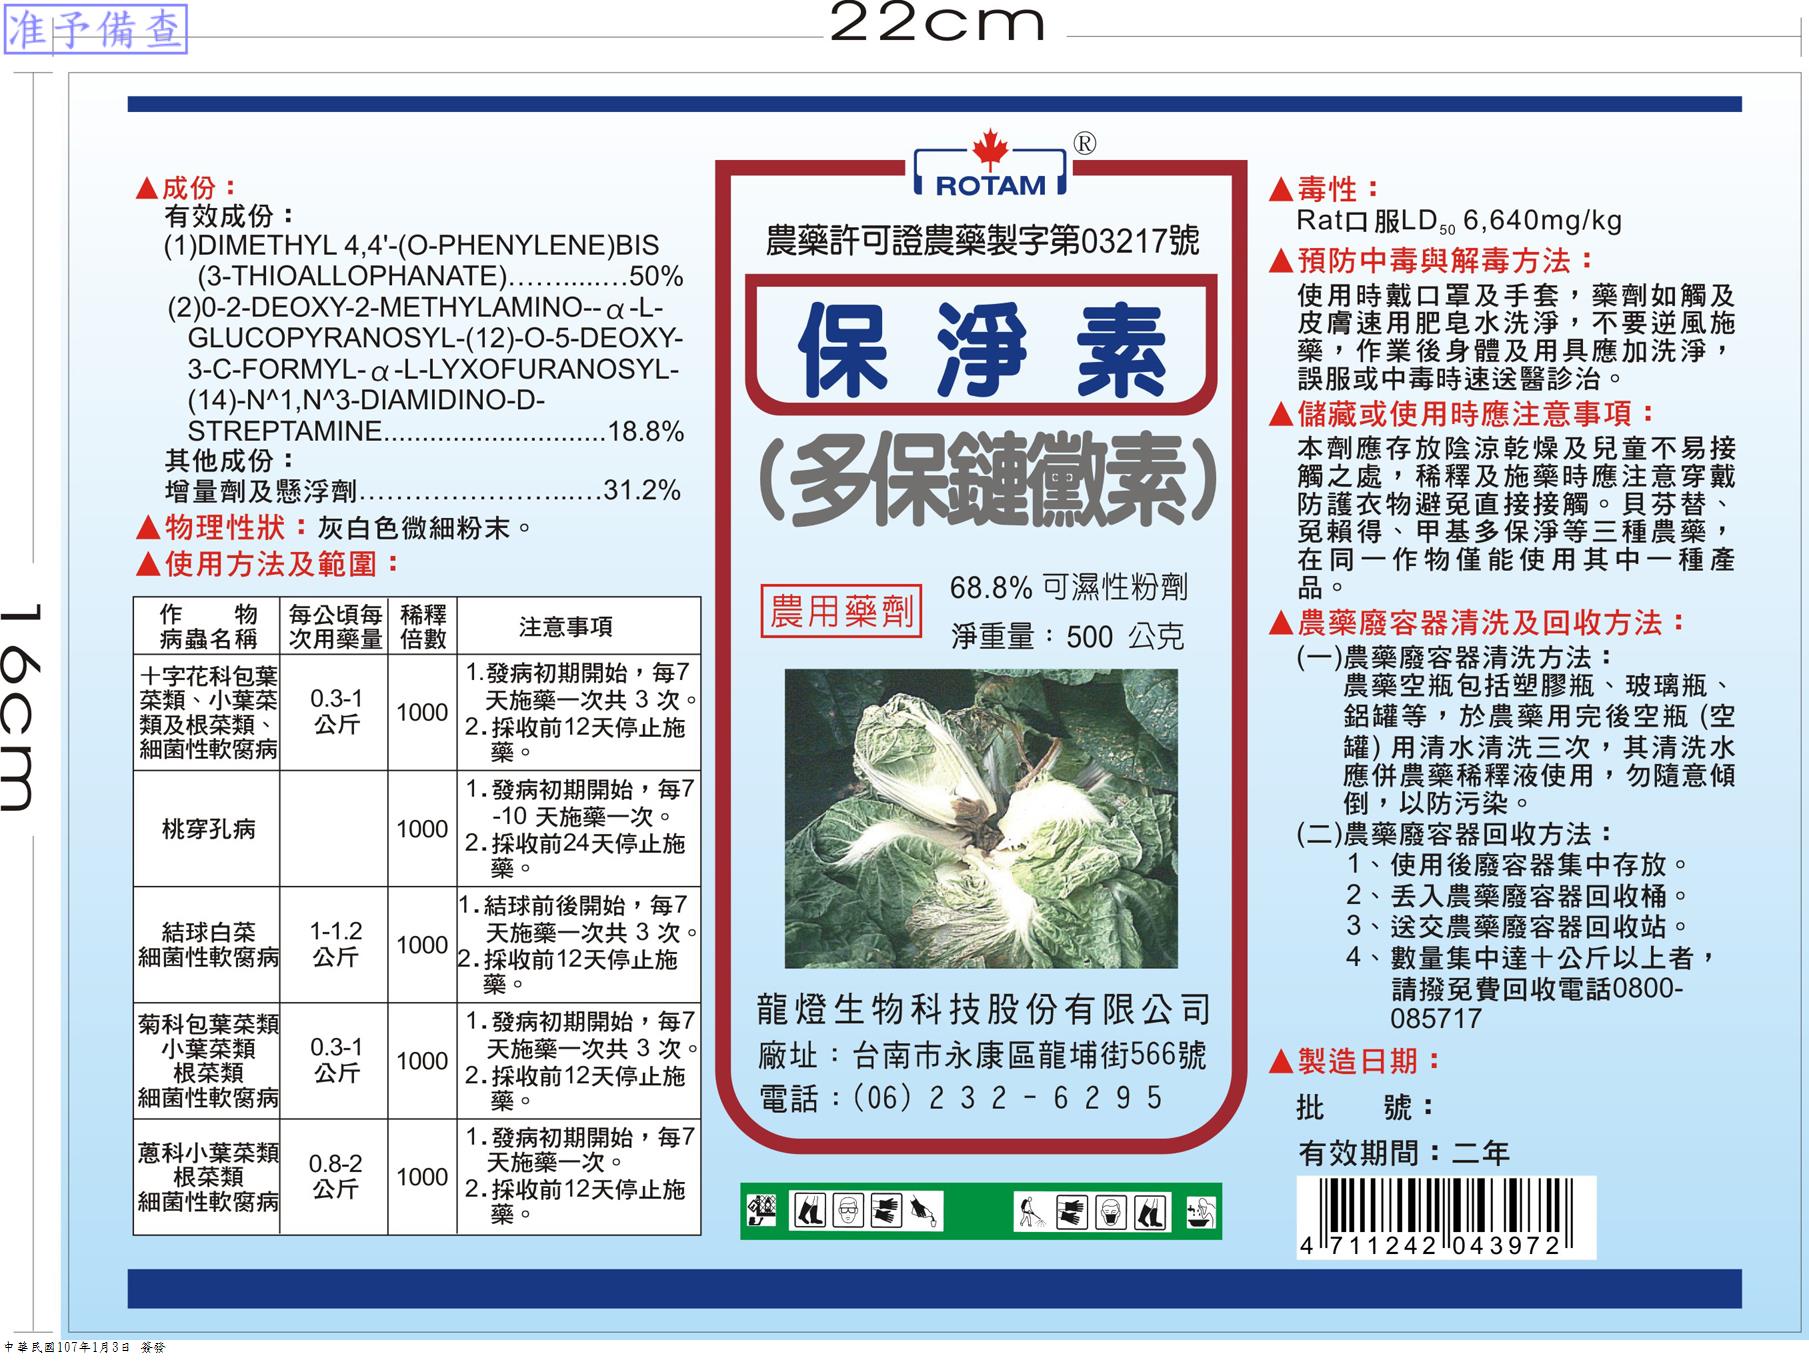 准予備查
22cm
16cm
▲成份：
有效成份：
(1)DIMETHYL 4,4'-(O-PHENYLENE)BIS
(3-THIOALLOPHANATE)……....…50%
(2)0-2-DEOXY-2-METHYLAMINO--α-L-
GLUCOPYRANOSYL-(12)-O-5-DEOXY-
3-C-FORMYL-α-L-LYXOFURANOSYL-
(14)-N^1,N^3-DIAMIDINO-D-
STREPTAMINE.............................18.8%
其他成份：
增量劑及懸浮劑…………………...…31.2%
▲物理性狀：灰白色微細粉末。
▲使用方法及範圍：
作　　物 每公頃每 稀釋 注意事項
病蟲名稱 次用藥量 倍數
十字花科包葉 1.發病初期開始，每7
菜類、小葉菜 0.3-1 1000 天施藥一次共 3 次。
類及根菜類、 公斤 2.採收前12天停止施
細菌性軟腐病 藥。
1.發病初期開始，每7
桃穿孔病 1000 -10 天施藥一次。
2.採收前24天停止施
藥。
1.結球前後開始，每7
結球白菜 1-1.2 1000 天施藥一次共 3 次。
細菌性軟腐病 公斤 2.採收前12天停止施
藥。
菊科包葉菜類 1.發病初期開始，每7
小葉菜類 0.3-1 1000 天施藥一次共 3 次。
根菜類 公斤 2.採收前12天停止施
細菌性軟腐病 藥。
蔥科小葉菜類 1.發病初期開始，每7
根菜類 0.8-2 1000 天施藥一次。
細菌性軟腐病 公斤 2.採收前12天停止施
藥。
ROTAM ®
農藥許可證農藥製字第03217號
保淨素
（多保鏈黴素）
農用藥劑
68.8% 可濕性粉劑
淨重量：500 公克
龍燈生物科技股份有限公司
廠址：台南市永康區龍埔街566號
電話：(06) 232-6295
▲毒性：
Rat口服LD50 6,640mg/kg
▲預防中毒與解毒方法：
使用時戴口罩及手套，藥劑如觸及
皮膚速用肥皂水洗淨，不要逆風施
藥，作業後身體及用具應加洗淨，
誤服或中毒時速送醫診治。
▲儲藏或使用時應注意事項：
本劑應存放陰涼乾燥及兒童不易接
觸之處，稀釋及施藥時應注意穿戴
防護衣物避免直接接觸。貝芬替、
免賴得、甲基多保淨等三種農藥，
在同一作物僅能使用其中一種產
品。
▲農藥廢容器清洗及回收方法：
(一)農藥廢容器清洗方法：
農藥空瓶包括塑膠瓶、玻璃瓶、
鋁罐等，於農藥用完後空瓶 (空
罐) 用清水清洗三次，其清洗水
應併農藥稀釋液使用，勿隨意傾
倒，以防污染。
(二)農藥廢容器回收方法：
1、使用後廢容器集中存放。
2、丟入農藥廢容器回收桶。
3、送交農藥廢容器回收站。
4、數量集中達十公斤以上者，
請撥免費回收電話0800-
085717
▲製造日期：
批　　號：
有效期間：二年
4 711242 043972
中華民國107年1月3日 簽發